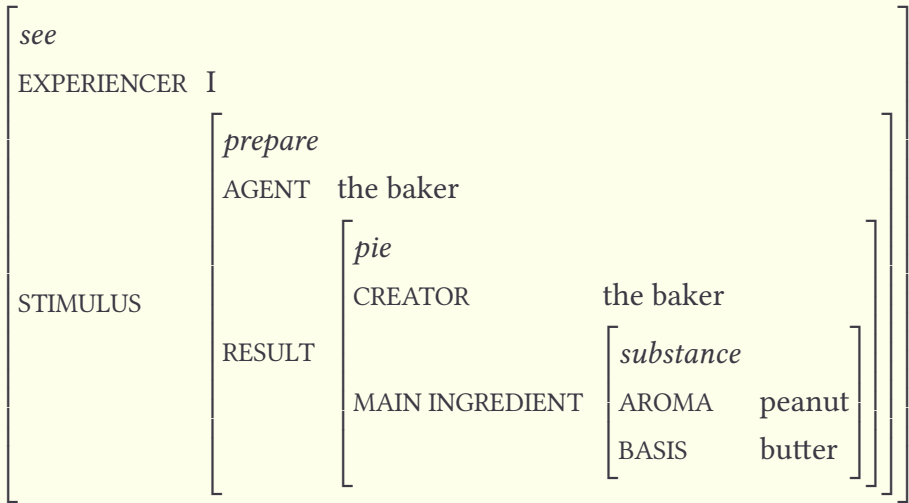 see
EXPERIENCER I
prepare
AGENT the baker
pie
CREATOR the baker
STIMULUS
RESULT
substance
MAIN INGREDIENT AROMA peanut
BASIS butter